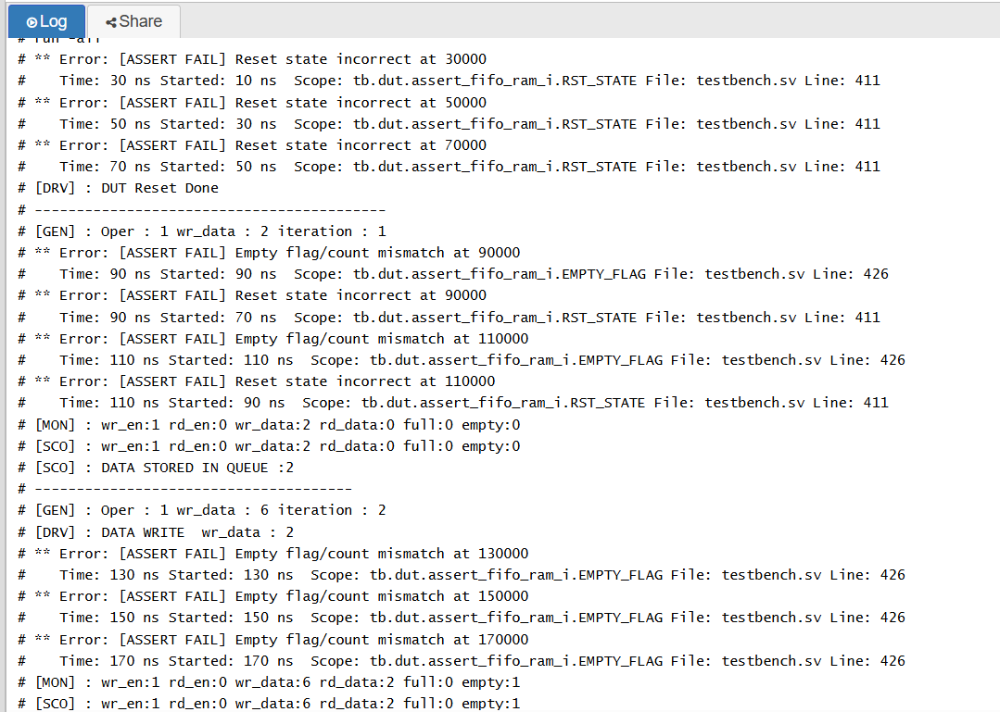 Log Share
# run -all
# ** Error: [ASSERT FAIL] Reset state incorrect at 30000
#    Time: 30 ns Started: 10 ns  Scope: tb.dut.assert_fifo_ram_i.RST_STATE File: testbench.sv Line: 411
# ** Error: [ASSERT FAIL] Reset state incorrect at 50000
#    Time: 50 ns Started: 30 ns  Scope: tb.dut.assert_fifo_ram_i.RST_STATE File: testbench.sv Line: 411
# ** Error: [ASSERT FAIL] Reset state incorrect at 70000
#    Time: 70 ns Started: 50 ns  Scope: tb.dut.assert_fifo_ram_i.RST_STATE File: testbench.sv Line: 411
# [DRV] : DUT Reset Done
# ------------------------------------------
# [GEN] : Oper : 1 wr_data : 2 iteration : 1
# ** Error: [ASSERT FAIL] Empty flag/count mismatch at 90000
#    Time: 90 ns Started: 90 ns  Scope: tb.dut.assert_fifo_ram_i.EMPTY_FLAG File: testbench.sv Line: 426
# ** Error: [ASSERT FAIL] Reset state incorrect at 90000
#    Time: 90 ns Started: 70 ns  Scope: tb.dut.assert_fifo_ram_i.RST_STATE File: testbench.sv Line: 411
# ** Error: [ASSERT FAIL] Empty flag/count mismatch at 110000
#    Time: 110 ns Started: 110 ns  Scope: tb.dut.assert_fifo_ram_i.EMPTY_FLAG File: testbench.sv Line: 426
# ** Error: [ASSERT FAIL] Reset state incorrect at 110000
#    Time: 110 ns Started: 90 ns  Scope: tb.dut.assert_fifo_ram_i.RST_STATE File: testbench.sv Line: 411
# [MON] : wr_en:1 rd_en:0 wr_data:2 rd_data:0 full:0 empty:0
# [SCO] : wr_en:1 rd_en:0 wr_data:2 rd_data:0 full:0 empty:0
# [SCO] : DATA STORED IN QUEUE :2
# --------------------------------------
# [GEN] : Oper : 1 wr_data : 6 iteration : 2
# [DRV] : DATA WRITE  wr_data : 2
# ** Error: [ASSERT FAIL] Empty flag/count mismatch at 130000
#    Time: 130 ns Started: 130 ns  Scope: tb.dut.assert_fifo_ram_i.EMPTY_FLAG File: testbench.sv Line: 426
# ** Error: [ASSERT FAIL] Empty flag/count mismatch at 150000
#    Time: 150 ns Started: 150 ns  Scope: tb.dut.assert_fifo_ram_i.EMPTY_FLAG File: testbench.sv Line: 426
# ** Error: [ASSERT FAIL] Empty flag/count mismatch at 170000
#    Time: 170 ns Started: 170 ns  Scope: tb.dut.assert_fifo_ram_i.EMPTY_FLAG File: testbench.sv Line: 426
# [MON] : wr_en:1 rd_en:0 wr_data:6 rd_data:2 full:0 empty:1
# [SCO] : wr_en:1 rd_en:0 wr_data:6 rd_data:2 full:0 empty:1